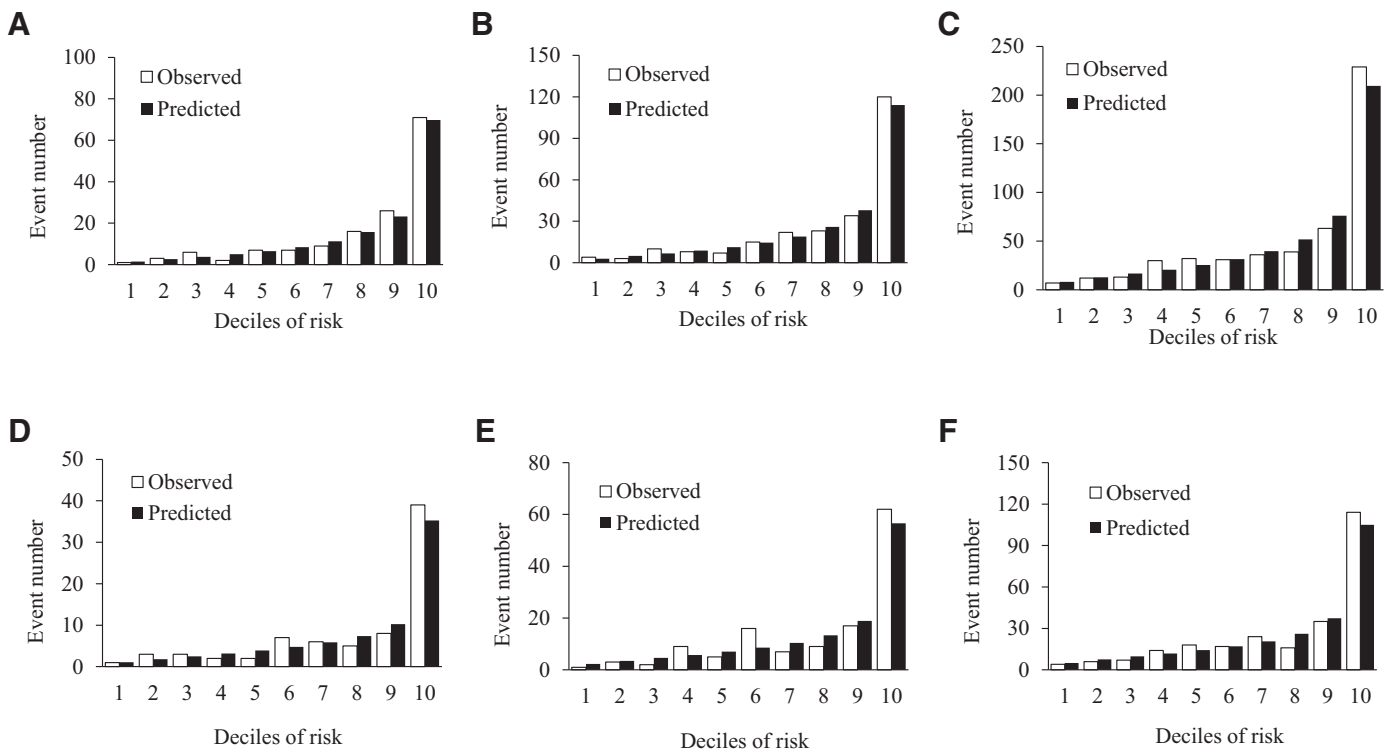 A
100
80
60
40
20
0
Event number
Observed
Predicted
1 2 3 4 5 6 7 8 9 10
Deciles of risk
B
150
120
90
60
30
0
Event number
Observed
Predicted
1 2 3 4 5 6 7 8 9 10
Deciles of risk
C
250
200
150
100
50
0
Event number
Observed
Predicted
1 2 3 4 5 6 7 8 9 10
Deciles of risk
D
50
40
30
20
10
0
Event number
Observed
Predicted
1 2 3 4 5 6 7 8 9 10
Deciles of risk
E
80
60
40
20
0
Event number
Observed
Predicted
1 2 3 4 5 6 7 8 9 10
Deciles of risk
F
150
120
90
60
30
0
Event number
Observed
Predicted
1 2 3 4 5 6 7 8 9 10
Deciles of risk